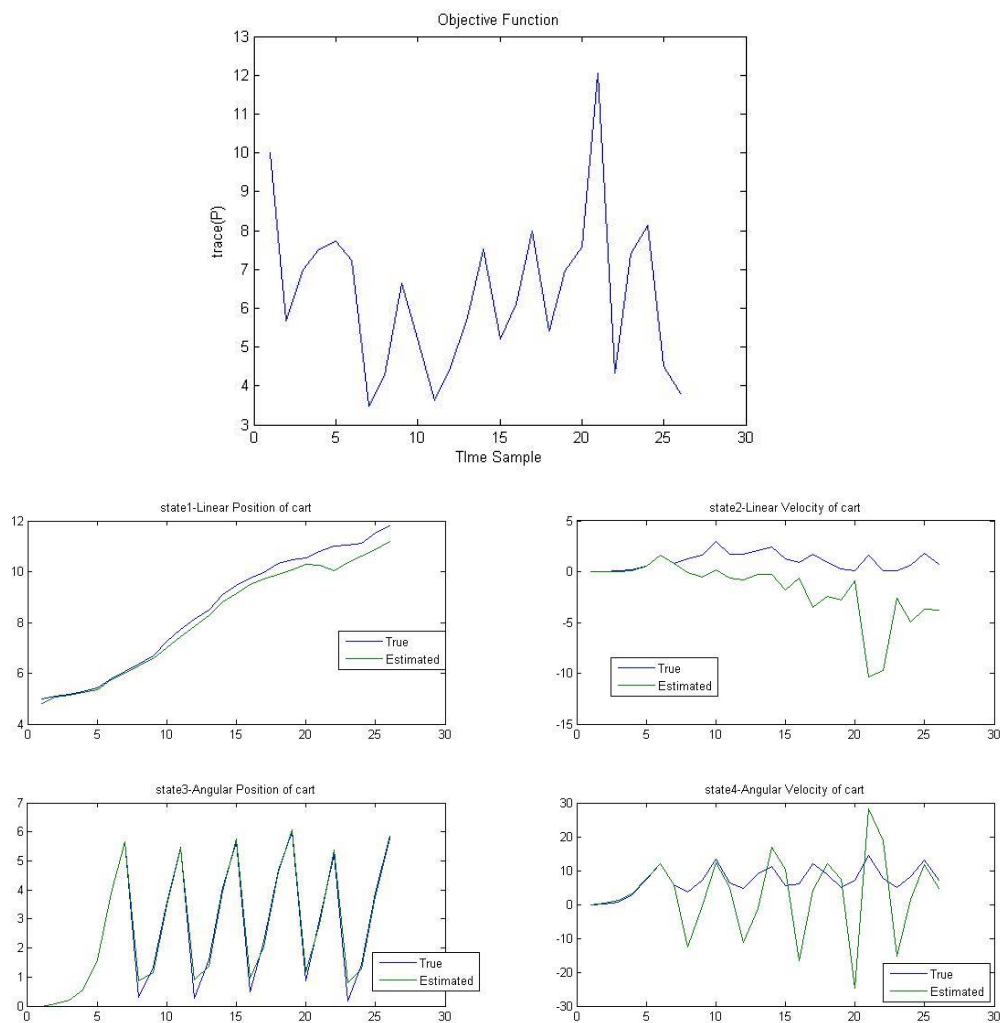 Objective Function
13
12
11
10
9
8
7
6
5
4
3
trace(P)
0 5 10 15 20 25 30
TIme Sample
state1-Linear Position of cart
12
10
8
6
4
0 5 10 15 20 25 30
True
Estimated
state2-Linear Velocity of cart
5
0
-5
-10
-15
0 5 10 15 20 25 30
True
Estimated
state3-Angular Position of cart
7
6
5
4
3
2
1
0
0 5 10 15 20 25 30
True
Estimated
state4-Angular Velocity of cart
30
20
10
0
-10
-20
-30
0 5 10 15 20 25 30
True
Estimated